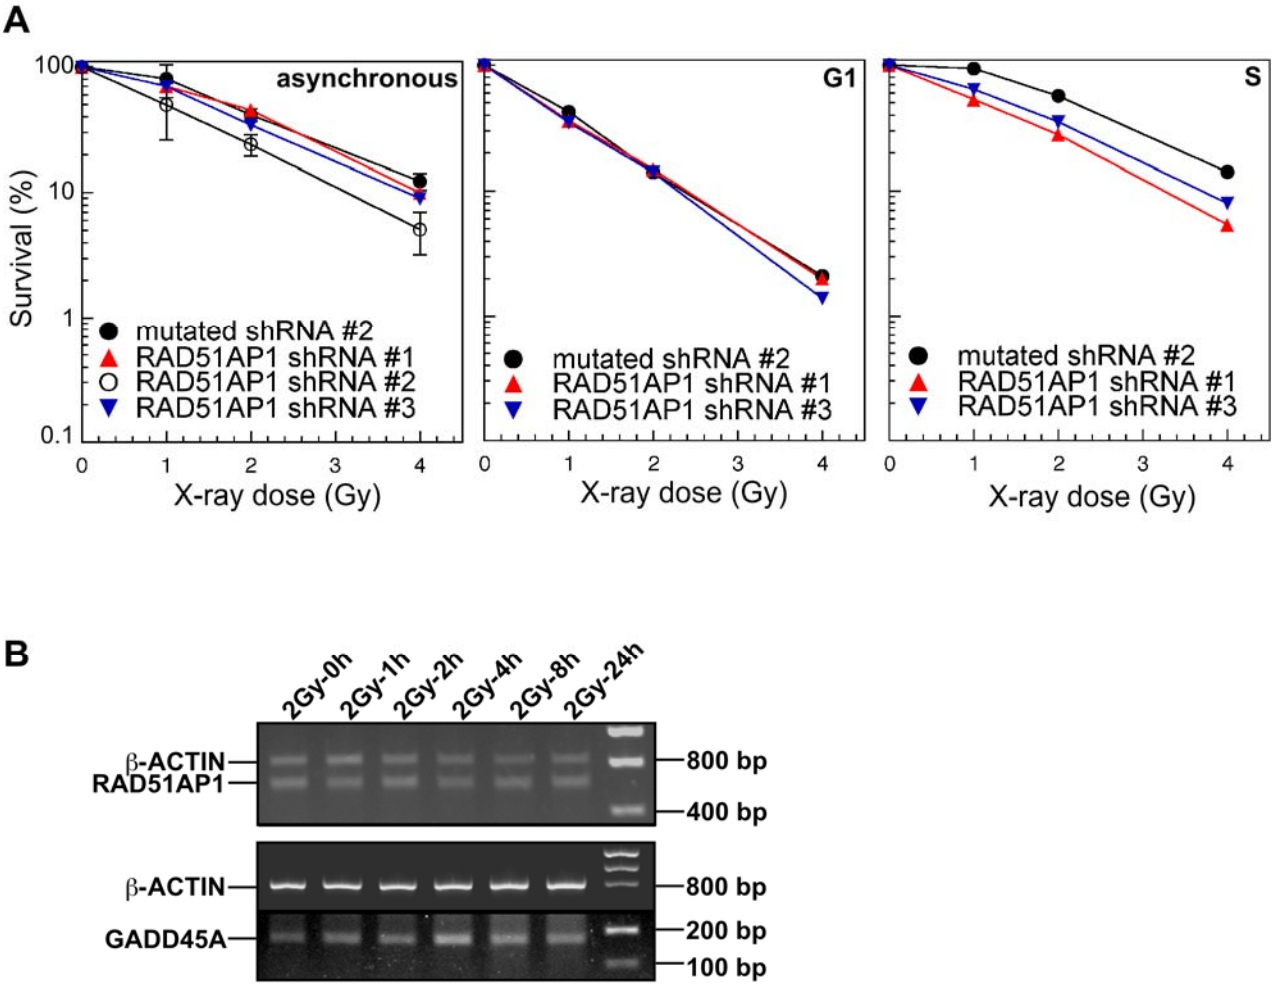 A
asynchronous
G1
S
Survival (%)
100
10
1
0.1
mutated shRNA #2
RAD51AP1 shRNA #1
RAD51AP1 shRNA #2
RAD51AP1 shRNA #3
0 1 2 3 4
X-ray dose (Gy)
mutated shRNA #2
RAD51AP1 shRNA #1
RAD51AP1 shRNA #3
0 1 2 3 4
X-ray dose (Gy)
mutated shRNA #2
RAD51AP1 shRNA #1
RAD51AP1 shRNA #3
0 1 2 3 4
X-ray dose (Gy)
B
2Gy-0h
2Gy-1h
2Gy-2h
2Gy-4h
2Gy-8h
2Gy-24h
β-ACTIN
800 bp
RAD51AP1
400 bp
β-ACTIN
800 bp
GADD45A
200 bp
100 bp